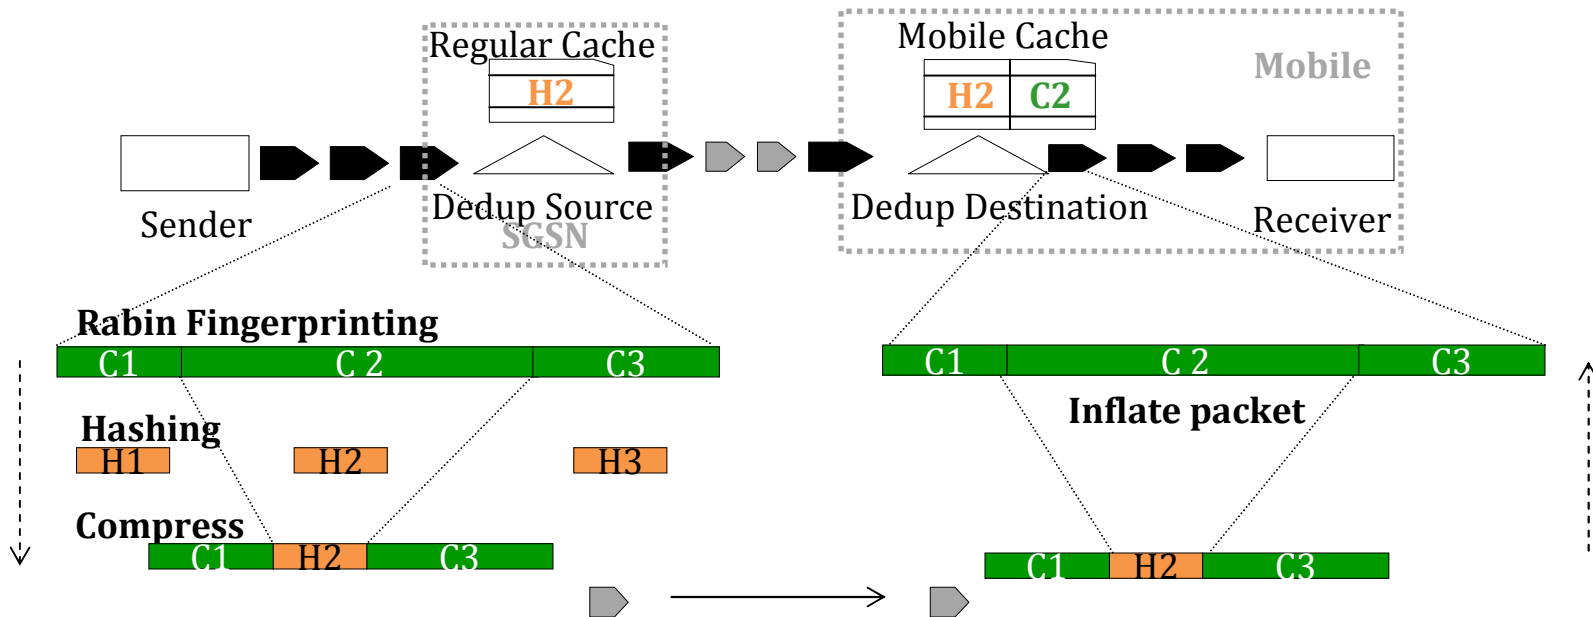 Regular Cache
H2
Mobile Cache
H2 C2
Mobile
Sender
Dedup Source
SGSN
Dedup Destination
Receiver
Rabin Fingerprinting
C1 C 2 C3
Hashing
H1 H2 H3
Compress
C1 H2 C3
C1 C 2 C3
Inflate packet
C1 H2 C3